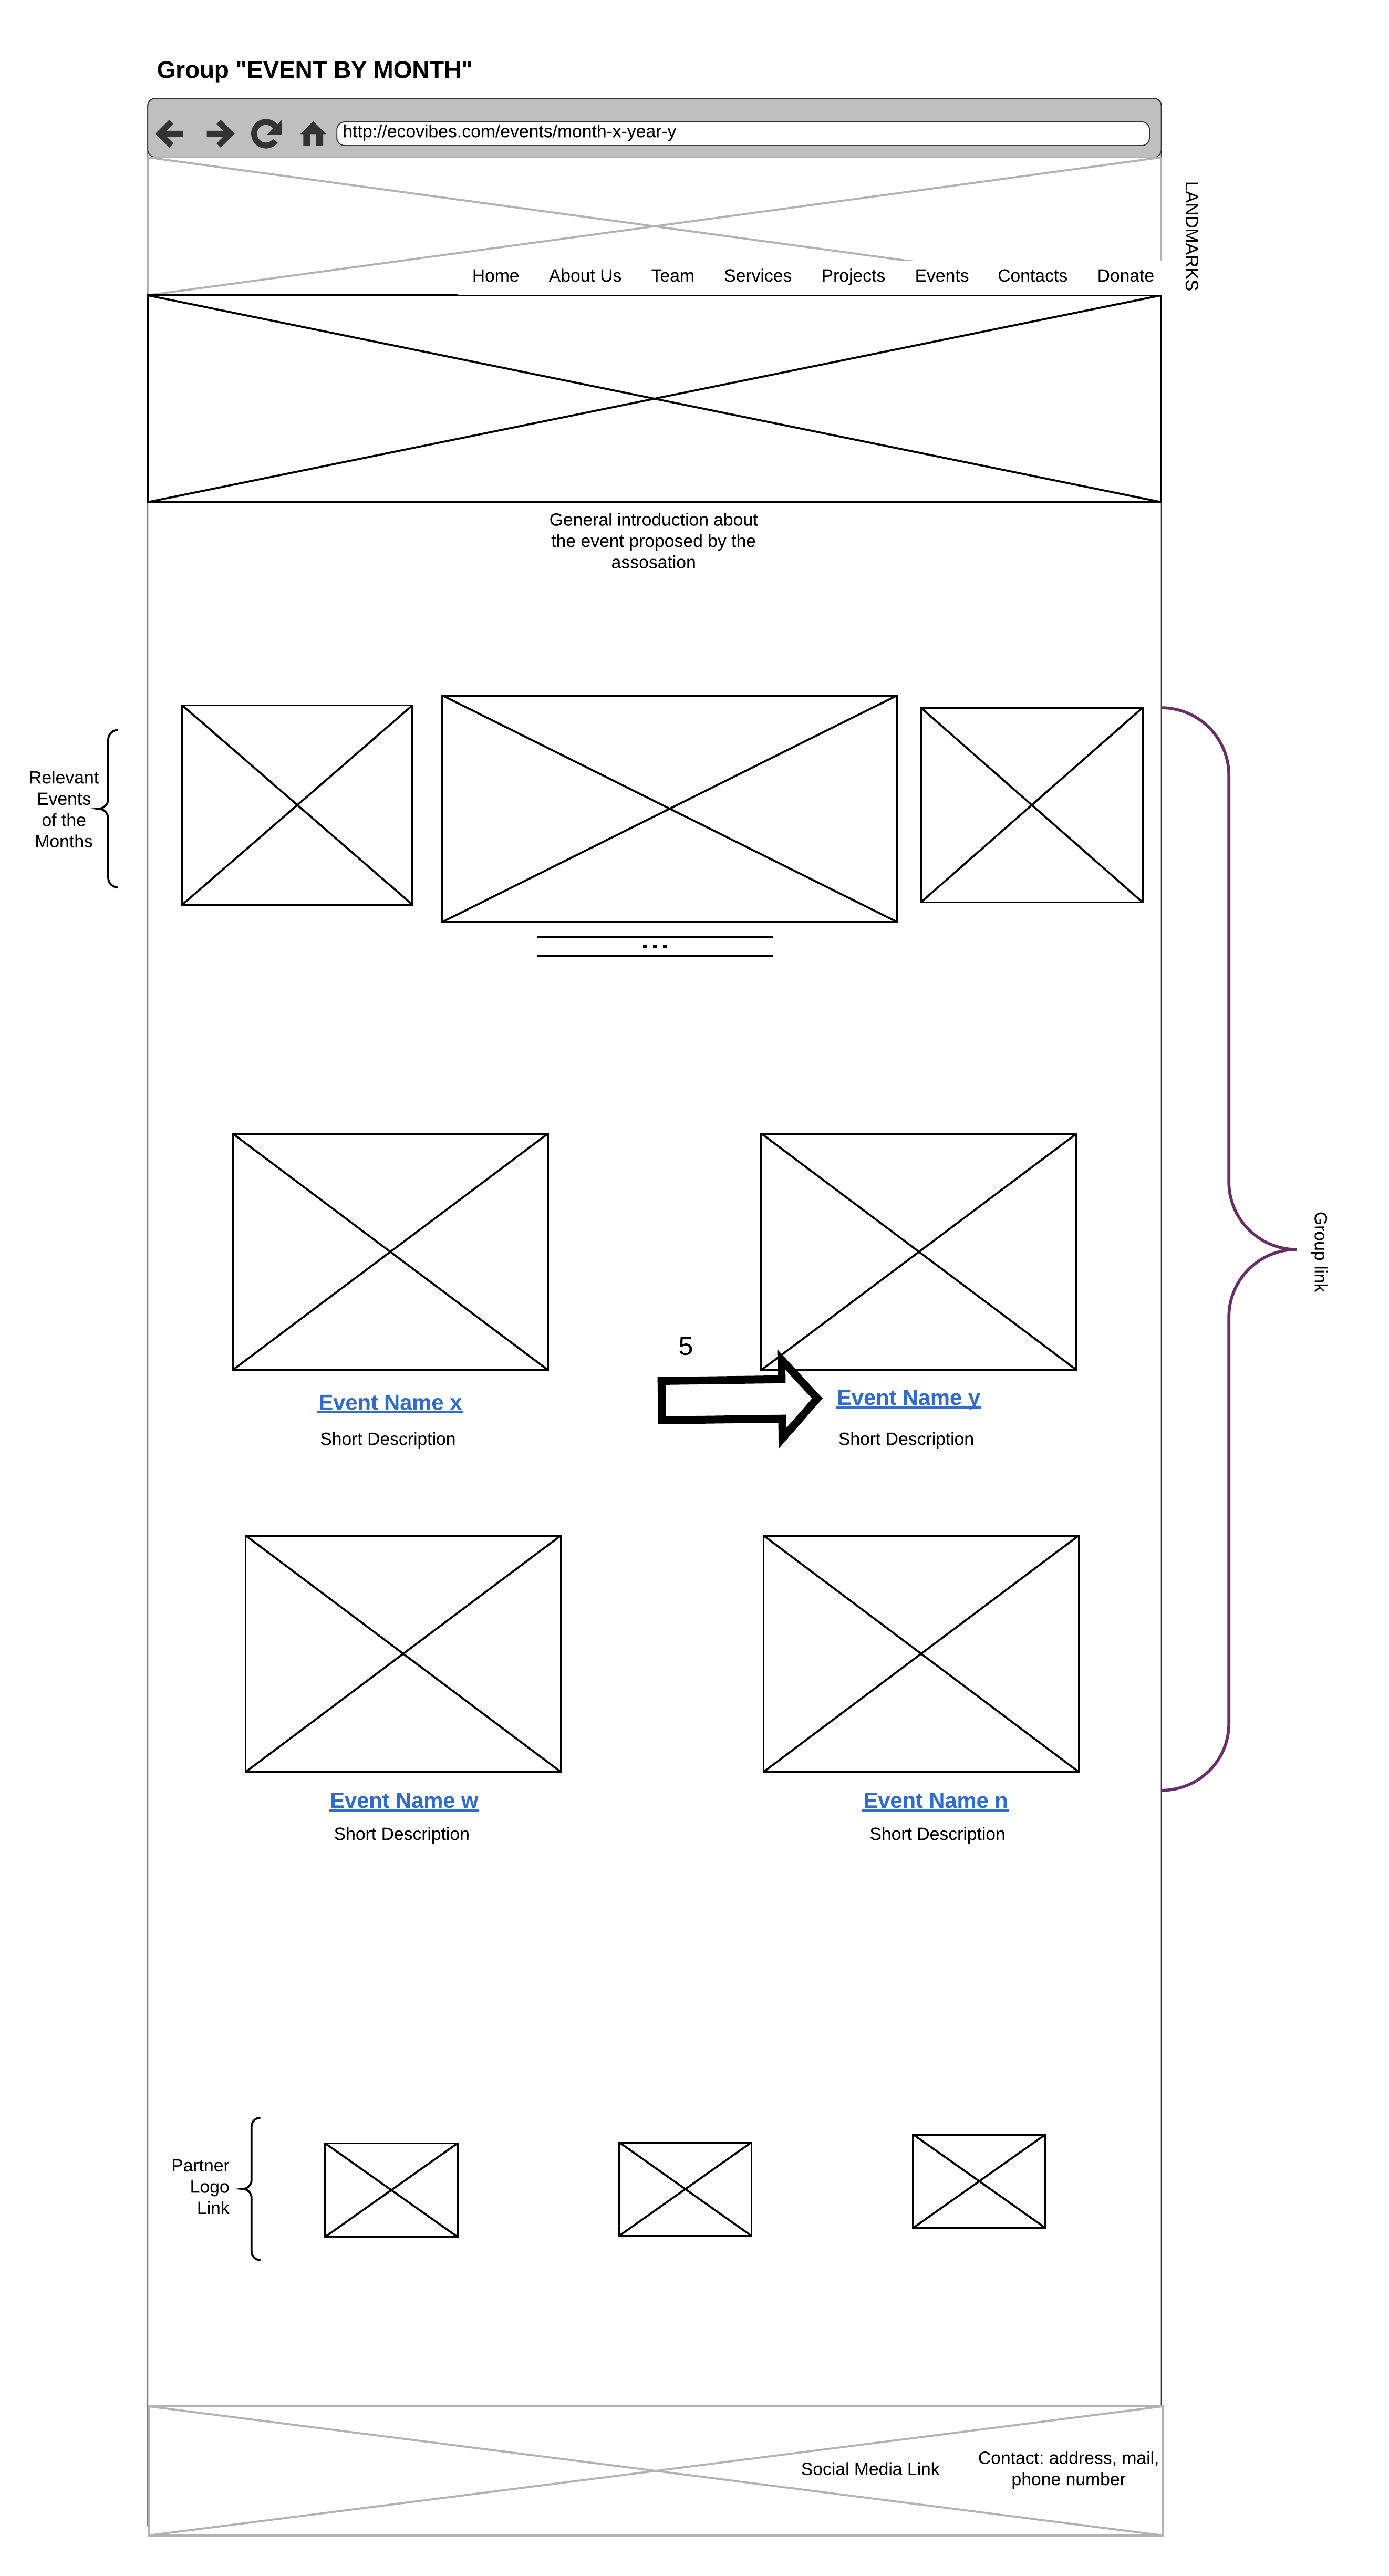 Group "EVENT BY MONTH"
http://ecovibes.com/events/month-x-year-y
LANDMARKS
Home About Us Team Services Projects Events Contacts Donate
General introduction about
the event proposed by the
assosation
Relevant
Events
of the
Months
...
Group link
5
Event Name x
Short Description
Event Name y
Short Description
Event Name w
Short Description
Event Name n
Short Description
Partner
Logo
Link
Social Media Link
Contact: address, mail,
phone number